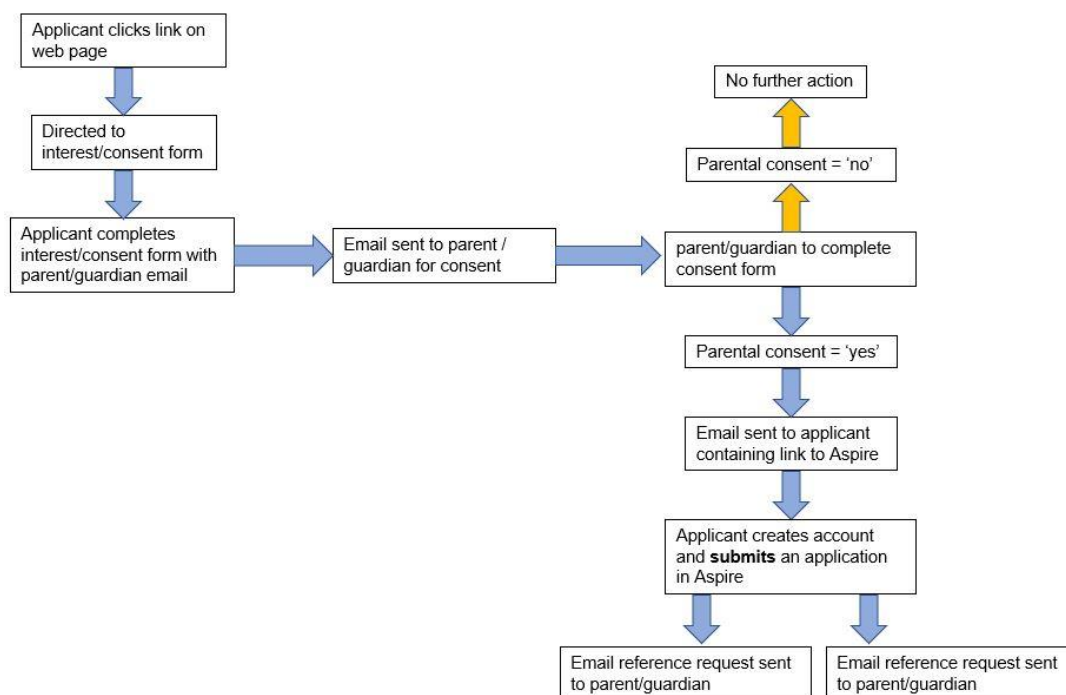 Applicant clicks link on
web page
Directed to
interest/consent form
Applicant completes
interest/consent form with
parent/guardian email
Email sent to parent /
guardian for consent
No further action
Parental consent = ‘no’
parent/guardian to complete
consent form
Parental consent = ‘yes’
Email sent to applicant
containing link to Aspire
Applicant creates account
and submits an application
in Aspire
Email reference request sent
to parent/guardian
Email reference request sent
to parent/guardian